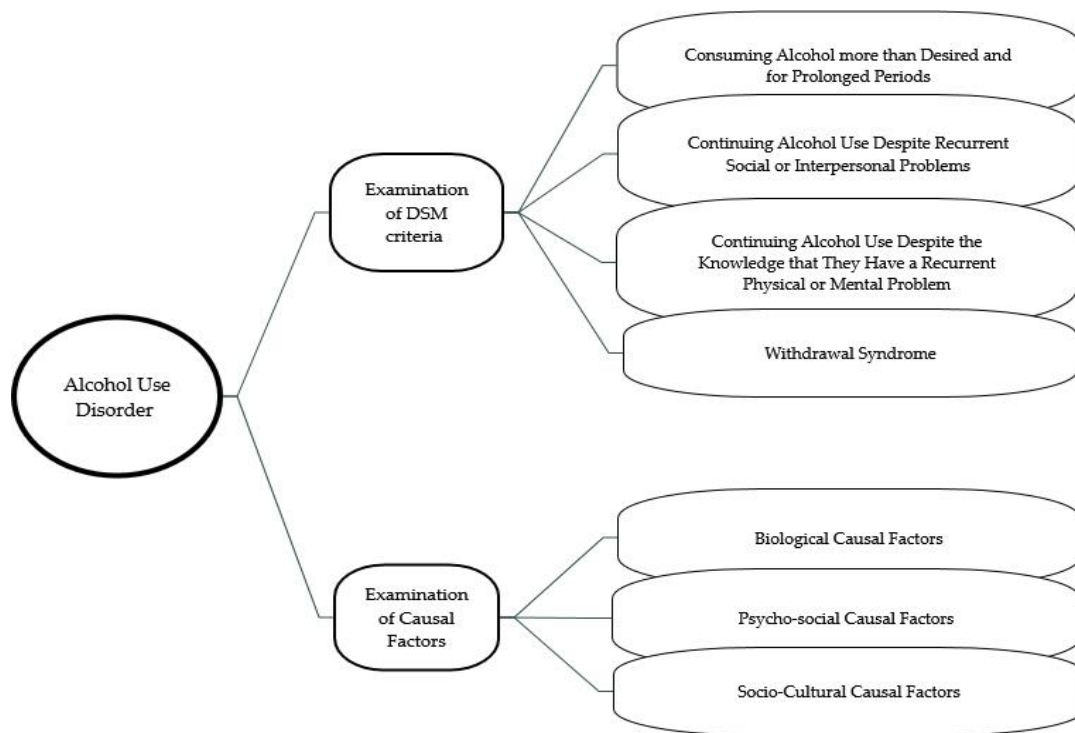 Alcohol Use
Disorder
Examination
of DSM
criteria
Consuming Alcohol more than Desired and
for Prolonged Periods
Continuing Alcohol Use Despite Recurrent
Social or Interpersonal Problems
Continuing Alcohol Use Despite the
Knowledge that They Have a Recurrent
Physical or Mental Problem
Withdrawal Syndrome
Examination
of Causal
Factors
Biological Causal Factors
Psycho-social Causal Factors
Socio-Cultural Causal Factors